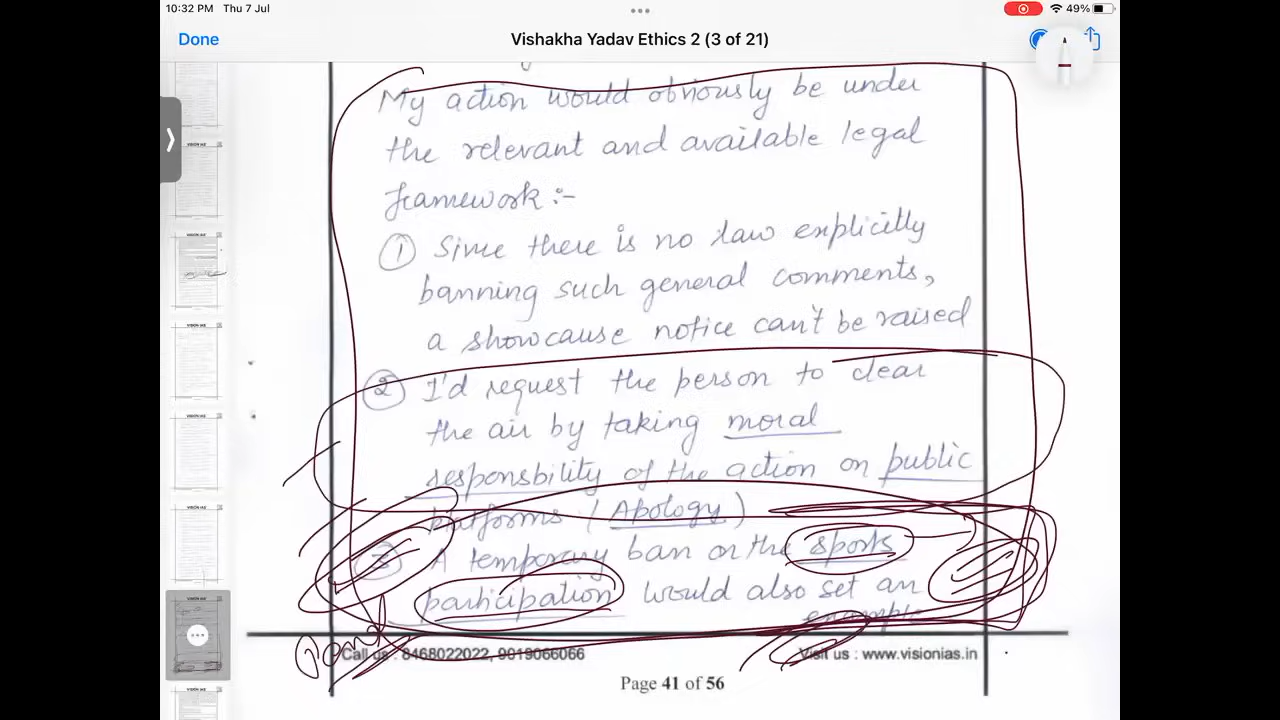 10:32 PM Thu 7 Jul
49%
Done
Vishakha Yadav Ethics 2 (3 of 21)
My action would obviously be under
the relevant and available legal
framework :-
① Since there is no law explicitly
banning such general comments,
a showcause notice can't be raised
② I'd request the person to clear
the air by taking moral
responsbility of the action on public
platforms (Apology)
③ A temporary ban on the sports
participation would also set an
example
Call us : 8468022022, 9019066066
Visit us : www.visionias.in
Page 41 of 56